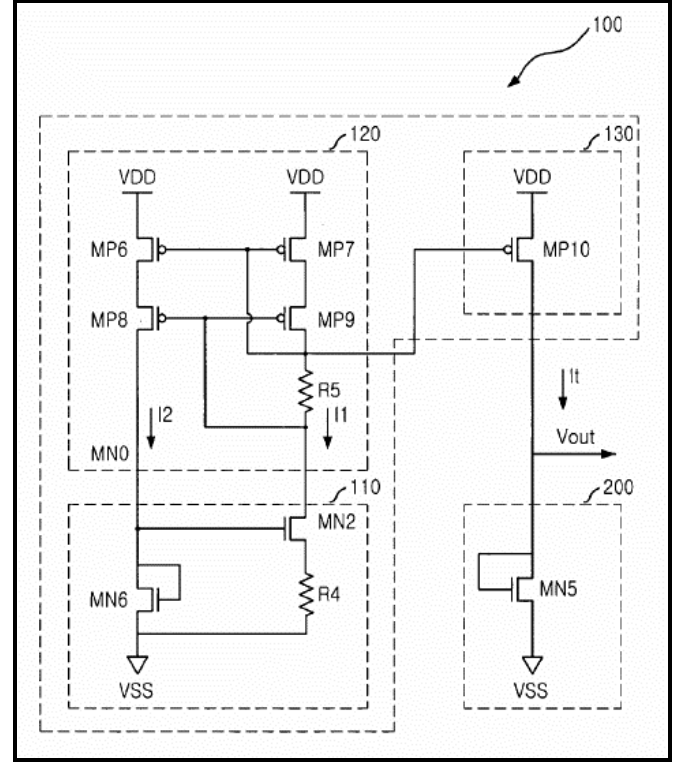 100
120
130
VDD
VDD
VDD
MP6
MP7
MP10
MP8
MP9
R5
I2
I1
It
MN0
Vout
110
200
MN2
MN6
R4
MN5
VSS
VSS